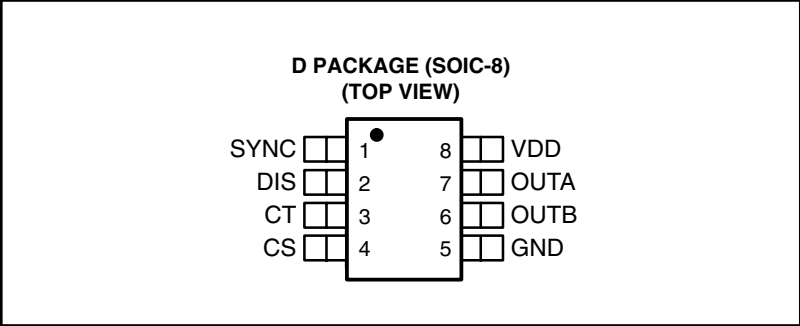 D PACKAGE (SOIC-8)
(TOP VIEW)
SYNC 1 8 VDD
DIS 2 7 OUTA
CT 3 6 OUTB
CS 4 5 GND